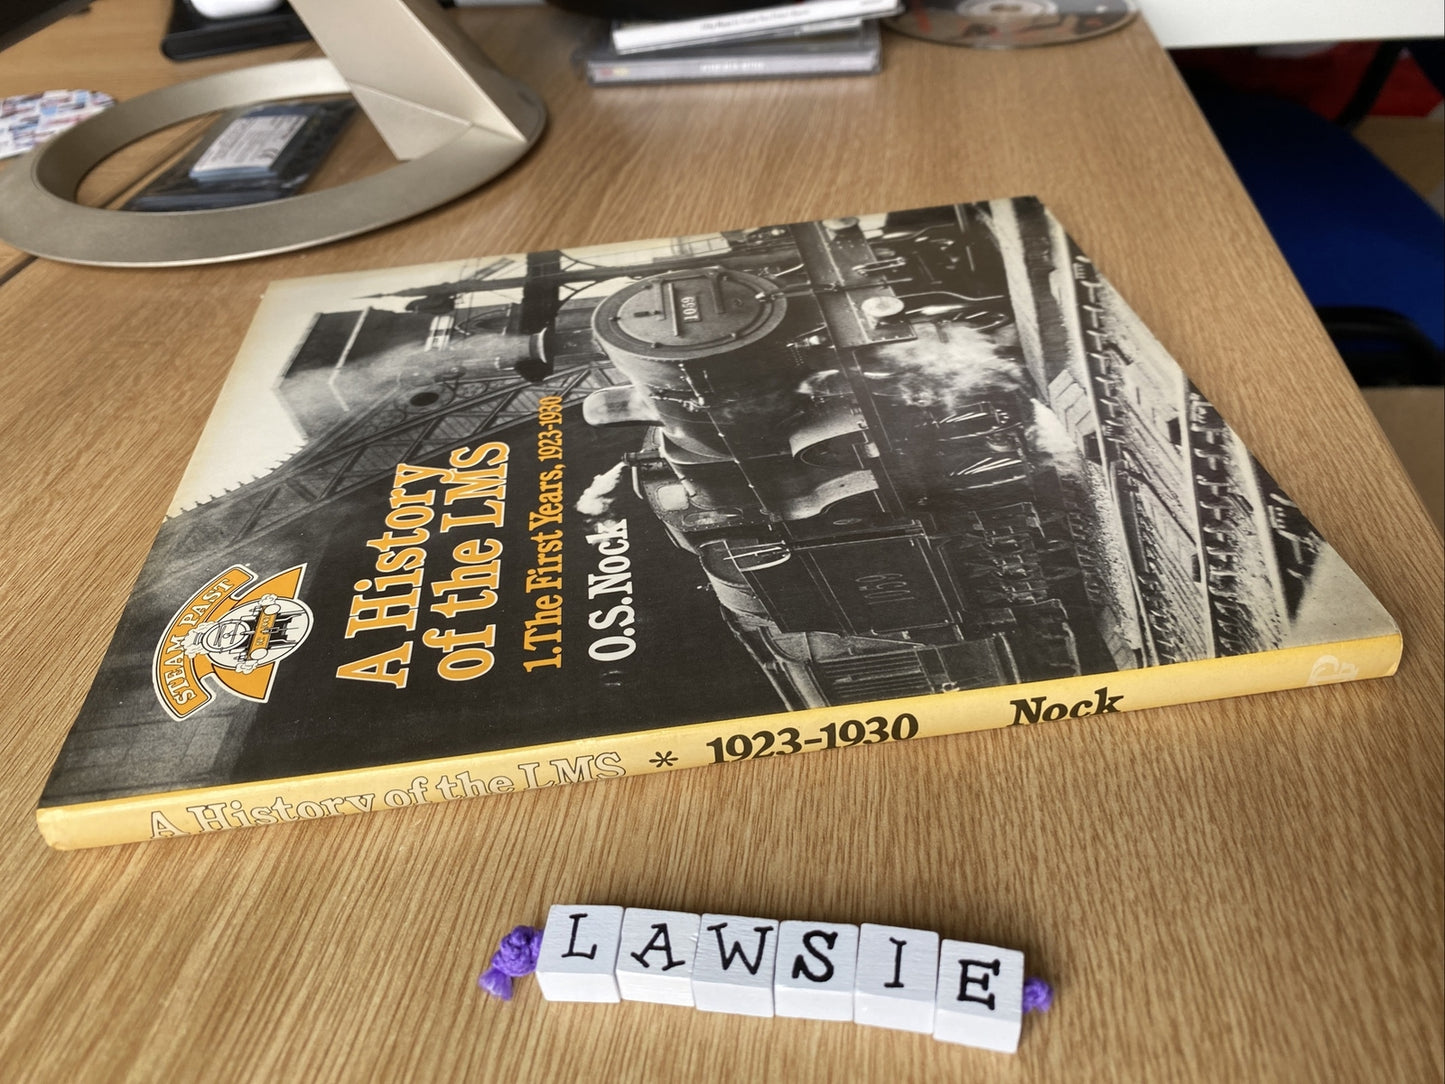 STEAM PAST
A History
of the LMS
1. The First Years, 1923-1930
O.S.Nock
1059
A History of the LMS * 1923-1930 Nock
LAWSIE